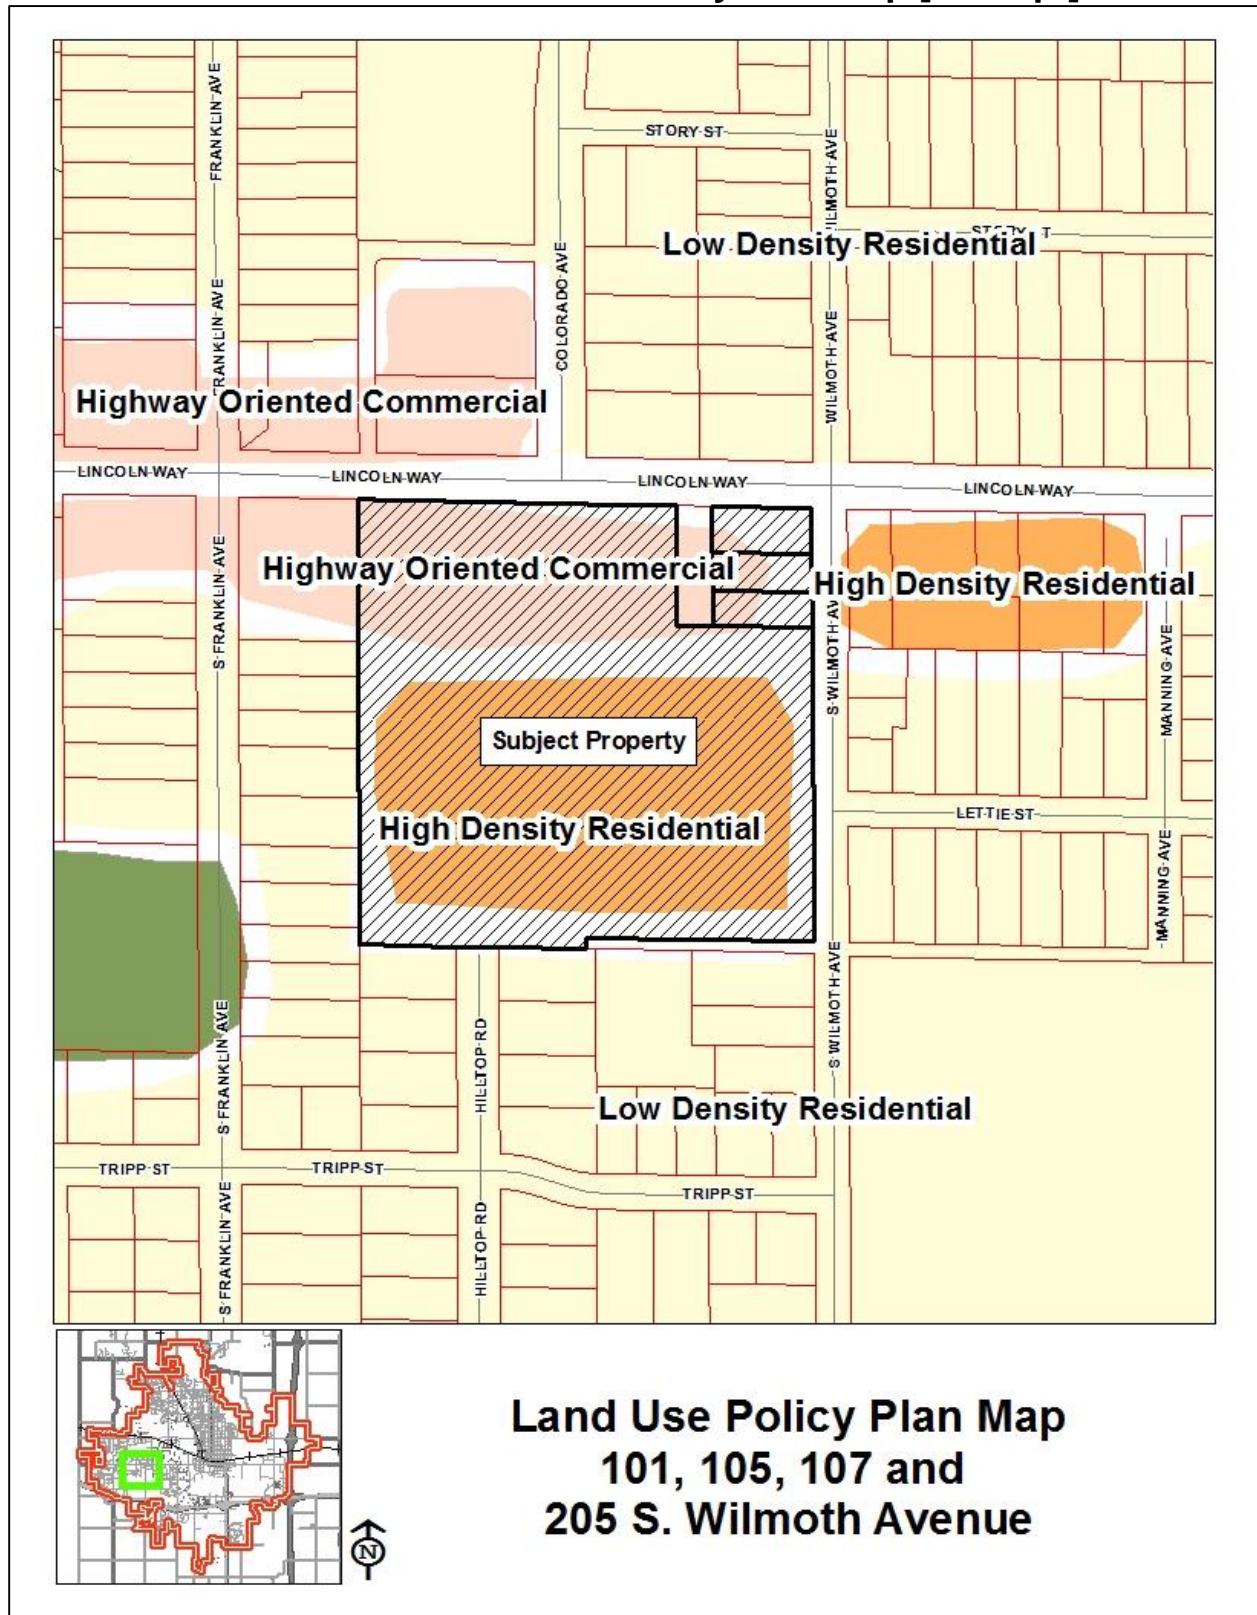 FRANKLIN AVE
STORY ST
WILMOTH AVE
Low Density Residential
STORY ST
COLORADO AVE
FRANKLIN AVE
WILMOTH AVE
Highway Oriented Commercial
LINCOLN WAY
LINCOLN WAY
LINCOLN WAY
LINCOLN WAY
Highway Oriented Commercial
High Density Residential
S FRANKLIN AVE
S WILMOTH AVE
MANNING AVE
Subject Property
High Density Residential
LETTIE ST
MANNING AVE
S FRANKLIN AVE
HILLTOP RD
S WILMOTH AVE
Low Density Residential
TRIPP ST
TRIPP ST
TRIPP ST
S FRANKLIN AVE
HILLTOP RD
Land Use Policy Plan Map
101, 105, 107 and
205 S. Wilmoth Avenue
N